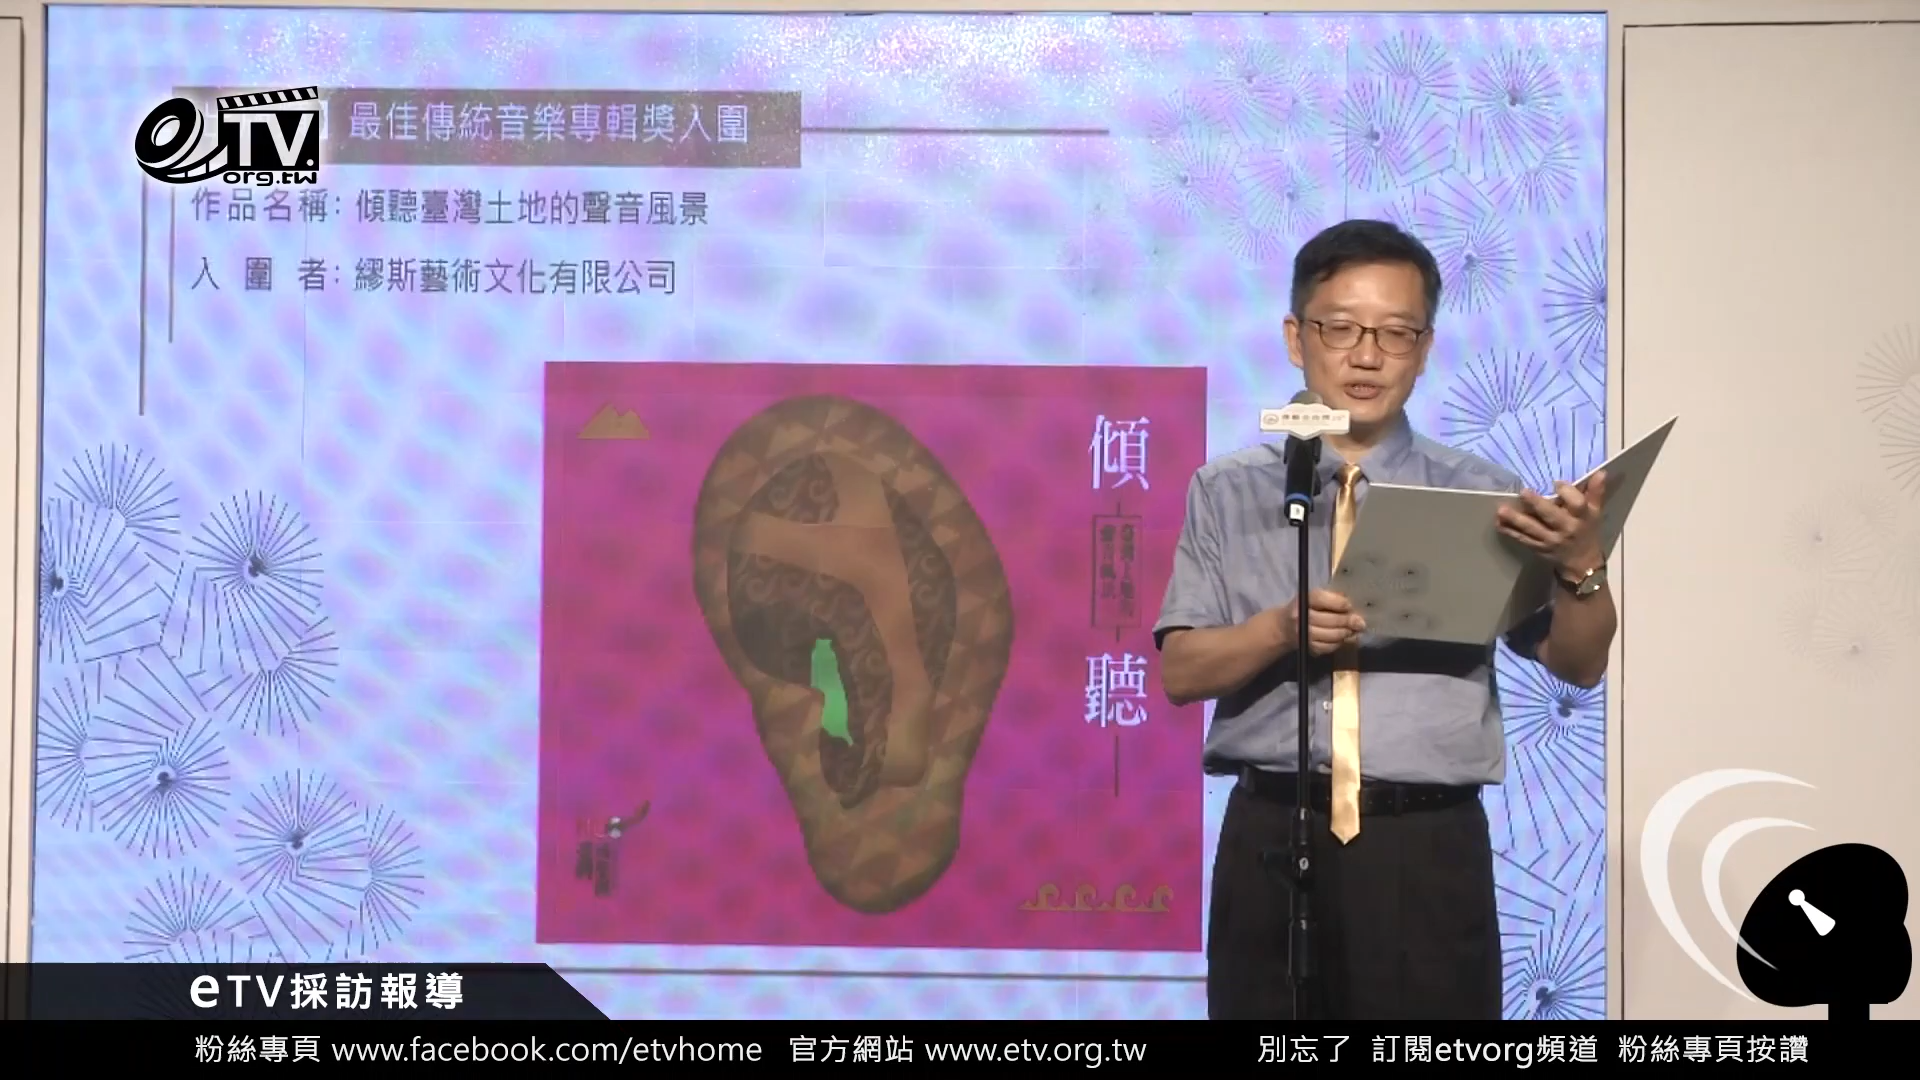 eTV.
org.tw
最佳傳統音樂專輯獎入圍
作品名稱：傾聽臺灣土地的聲音風景
入圍者：繆斯藝術文化有限公司
傾
聽
eTV採訪報導
粉絲專頁 www.facebook.com/etvhome 官方網站 www.etv.org.tw 別忘了 訂閱etvorg頻道 粉絲專頁按讚